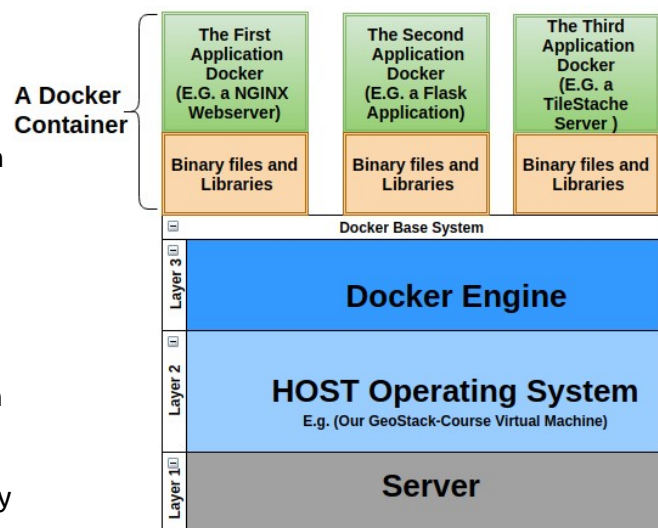 The First
Application
Docker
(E.G. a NGINX
Webserver)
The Second
Application
Docker
(E.G. a Flask
Application)
The Third
Application
Docker
(E.G. a
TileStache
Server )
A Docker
Container
Binary files and
Libraries
Binary files and
Libraries
Binary files and
Libraries
Docker Base System
Layer 3
Docker Engine
Layer 2
HOST Operating System
E.g. (Our GeoStack-Course Virtual Machine)
Layer 1
Server